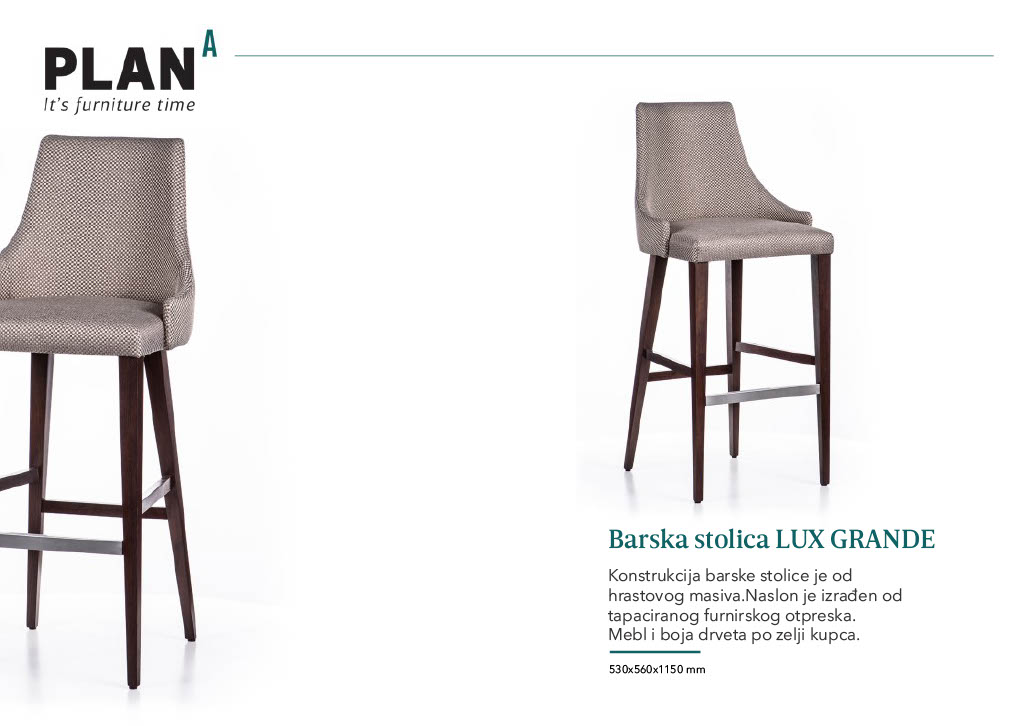 PLAN A
It's furniture time
Barska stolica LUX GRANDE
Konstrukcija barske stolice je od
hrastovog masiva.Naslon je izrađen od
tapaciranog furnirskog otpreska.
Mebl i boja drveta po zelji kupca.
530x560x1150 mm